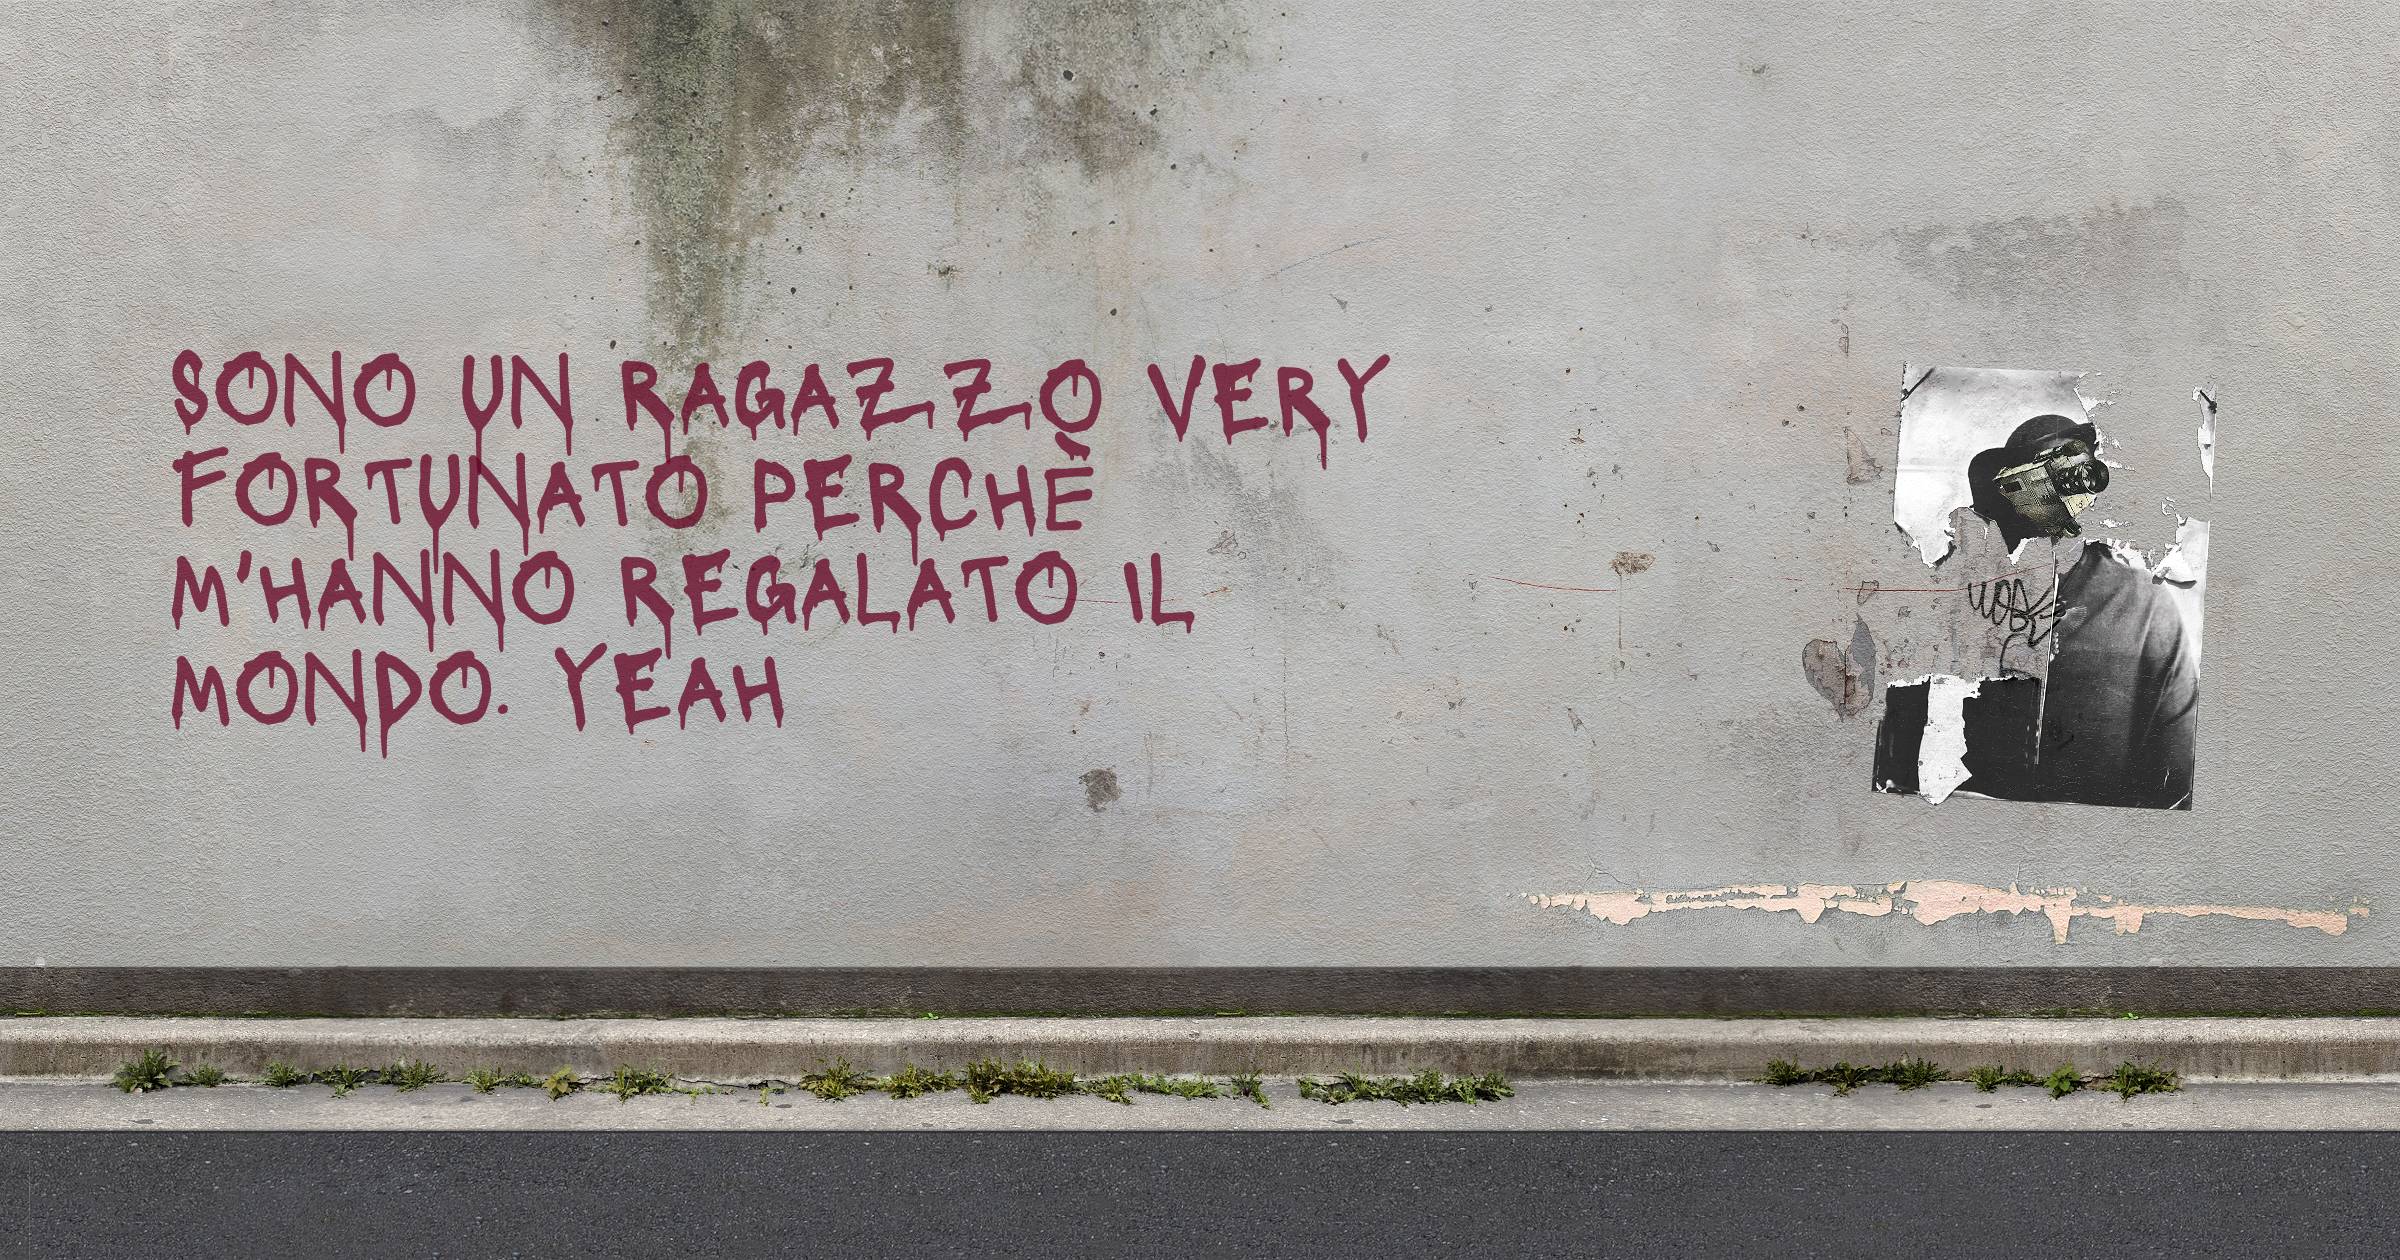 SONO UN RAGAZZO VERY
FORTUNATO PERCHÈ
M'HANNO REGALATO IL
MONDO. YEAH